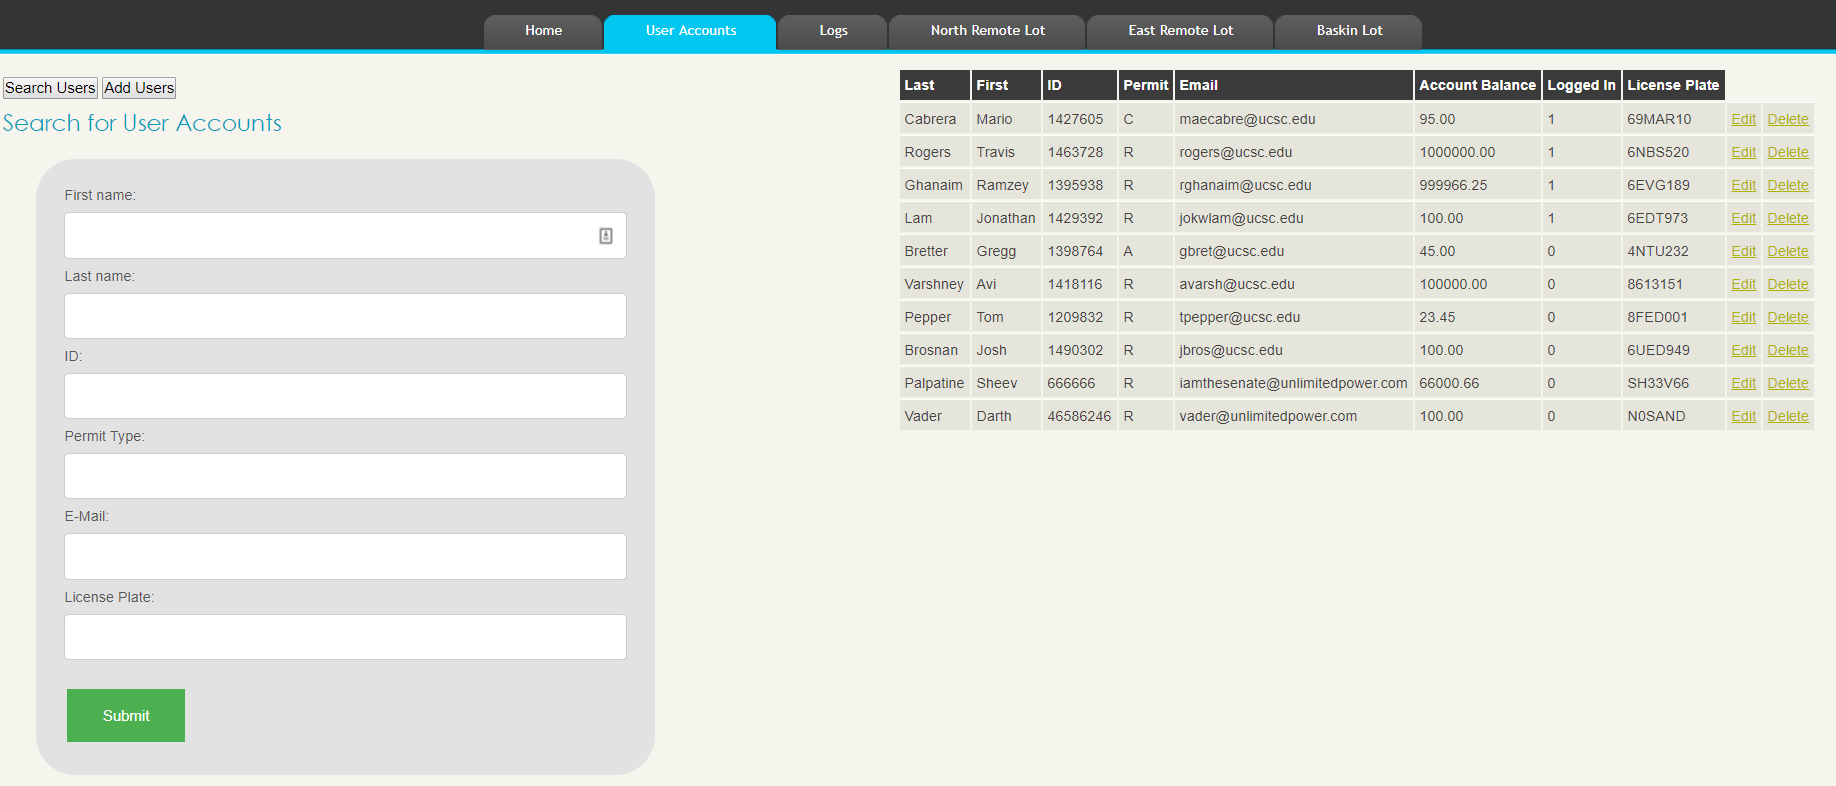 Home User Accounts Logs North Remote Lot East Remote Lot Baskin Lot
Search Users Add Users
Search for User Accounts
First name:
Last name:
ID:
Permit Type:
E-Mail:
License Plate:
Submit
Last First ID Permit Email Account Balance Logged In License Plate
Cabrera Mario 1427605 C maecabre@ucsc.edu 95.00 1 69MAR10 Edit Delete
Rogers Travis 1463728 R rogers@ucsc.edu 1000000.00 1 6NBS520 Edit Delete
Ghanaim Ramzey 1395938 R rghanaim@ucsc.edu 999966.25 1 6EVG189 Edit Delete
Lam Jonathan 1429392 R jokwlam@ucsc.edu 100.00 1 6EDT973 Edit Delete
Bretter Gregg 1398764 A gbret@ucsc.edu 45.00 0 4NTU232 Edit Delete
Varshney Avi 1418116 R avarsh@ucsc.edu 100000.00 0 8613151 Edit Delete
Pepper Tom 1209832 R tpepper@ucsc.edu 23.45 0 8FED001 Edit Delete
Brosnan Josh 1490302 R jbros@ucsc.edu 100.00 0 6UED949 Edit Delete
Palpatine Sheev 666666 R iamthesenate@unlimitedpower.com 66000.66 0 SH33V66 Edit Delete
Vader Darth 46586246 R vader@unlimitedpower.com 100.00 0 N0SAND Edit Delete